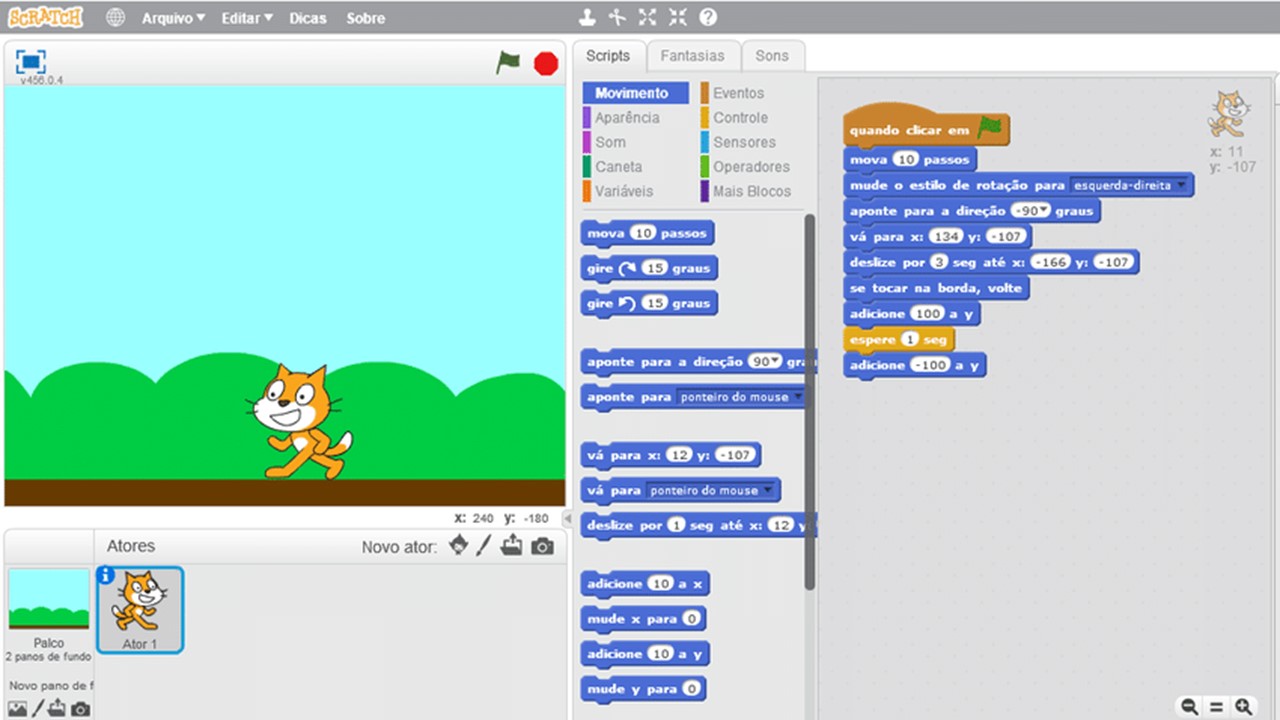 SCRATCH
Arquivo Editar Dicas Sobre
v456.0.4
Scripts Fantasias Sons
Movimento
Aparência
Som
Caneta
Variáveis
Eventos
Controle
Sensores
Operadores
Mais Blocos
mova 10 passos
gire 15 graus
gire 15 graus
aponte para a direção 90 gra
aponte para ponteiro do mouse
vá para x: 12 y: -107
vá para ponteiro do mouse
deslize por 1 seg até x: 12 y
adicione 10 a x
mude x para 0
adicione 10 a y
mude y para 0
quando clicar em
mova 10 passos
mude o estilo de rotação para esquerda-direita
aponte para a direção -90 graus
vá para x: 134 y: -107
deslize por 3 seg até x: -166 y: -107
se tocar na borda, volte
adicione 100 a y
espere 1 seg
adicione -100 a y
x: 11
y: -107
x: 240 y: -180
Atores Novo ator:
Ator 1
Palco
2 panos de fundo
Novo pano de f